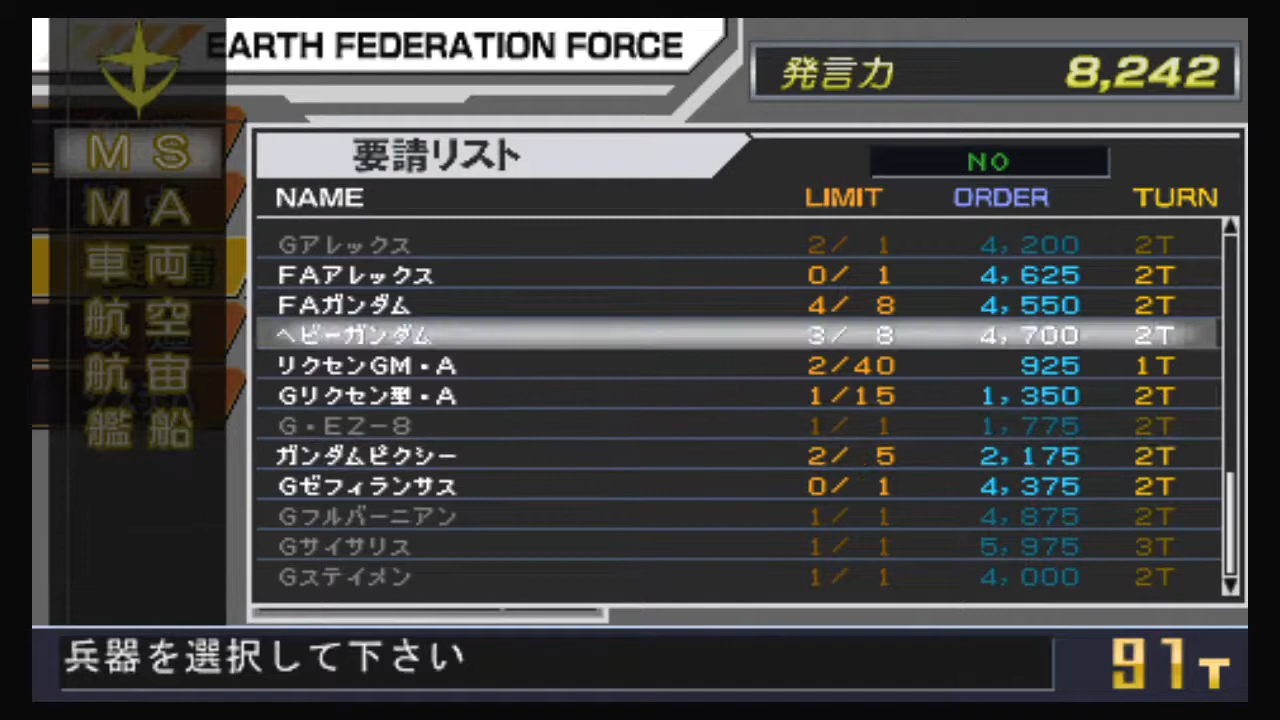 EARTH FEDERATION FORCE
発言力 8,242
要請リスト NO
NAME LIMIT ORDER TURN
MS
MA
車両
航空
航宙
艦船
Gアレックス 2/ 1 4,200 2T
FAアレックス 0/ 1 4,625 2T
FAガンダム 4/ 8 4,550 2T
ヘビーガンダム 3/ 8 4,700 2T
リクセンGM・A 2/40 925 1T
Gリクセン型・A 1/15 1,350 2T
G・EZ-8 1/ 1 1,775 2T
ガンダムピクシー 2/ 5 2,175 2T
Gゼフィランサス 0/ 1 4,375 2T
Gフルバーニアン 1/ 1 4,875 2T
Gサイサリス 1/ 1 5,975 3T
Gステイメン 1/ 1 4,000 2T
兵器を選択して下さい
91T